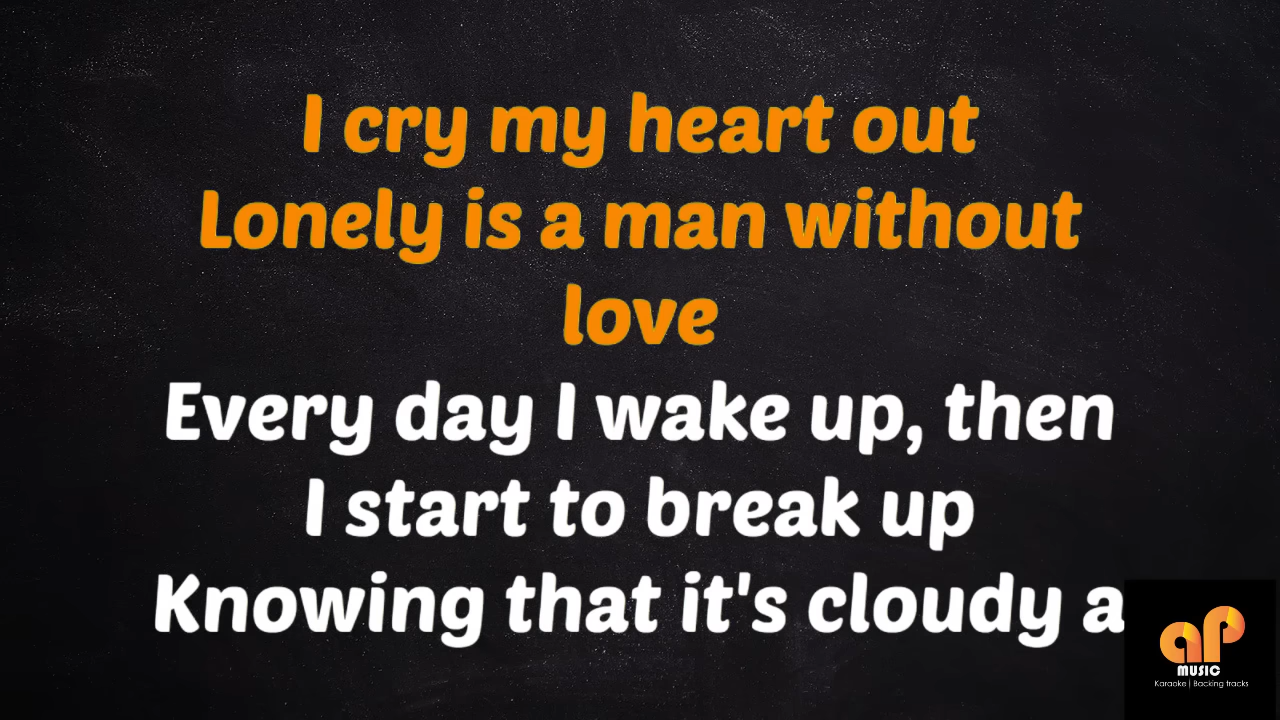 I cry my heart out
Lonely is a man without
love
Every day I wake up, then
I start to break up
Knowing that it's cloudy a
ap
MUSIC
Karaoke | Backing tracks